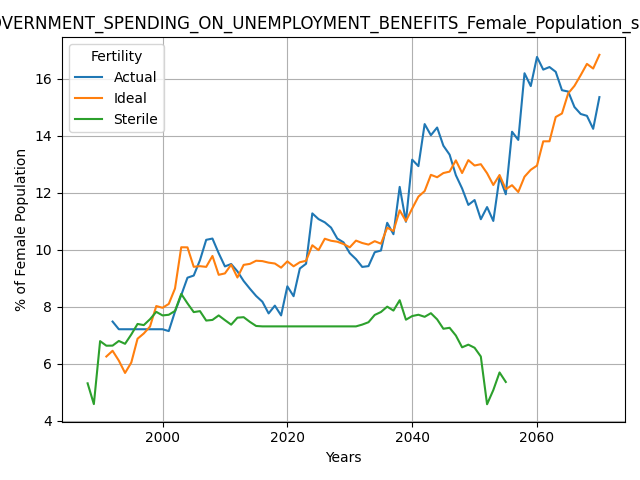 OVERNMENT_SPENDING_ON_UNEMPLOYMENT_BENEFITS_Female_Population_s
Fertility
Actual
Ideal
Sterile
% of Female Population
16
14
12
10
8
6
4
2000 2020 2040 2060
Years